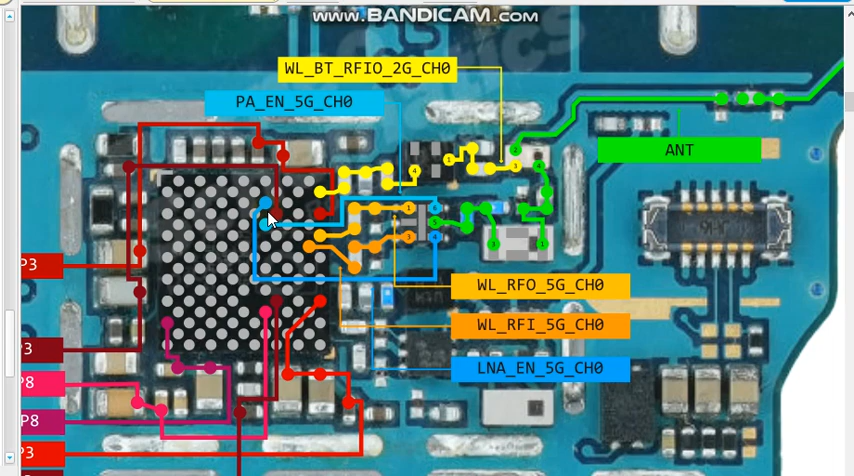 www.BANDICAM.com
WL_BT_RFIO_2G_CH0
PA_EN_5G_CH0
ANT
P3
WL_RFO_5G_CH0
WL_RFI_5G_CH0
P3
LNA_EN_5G_CH0
P8
P8
P3